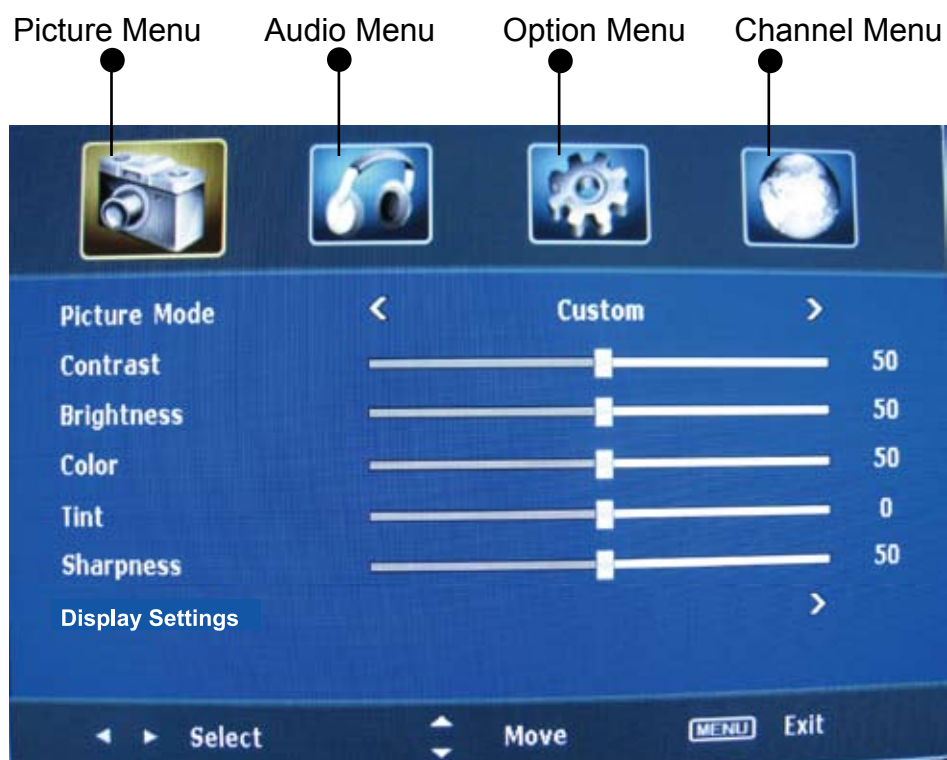 Picture Menu Audio Menu Option Menu Channel Menu
Picture Mode Custom
Contrast 50
Brightness 50
Color 50
Tint 0
Sharpness 50
Display Settings
Select Move MENU Exit